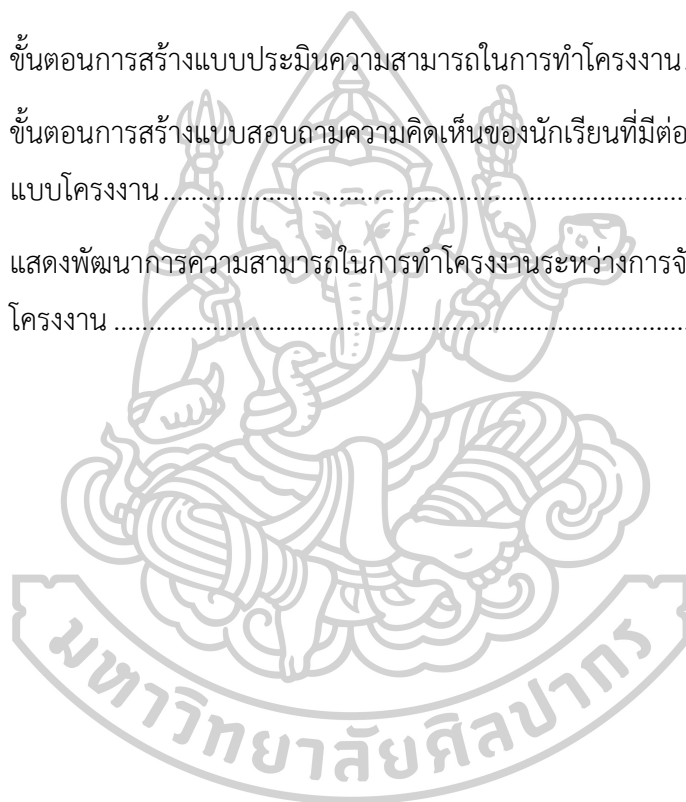 ขั้นตอนการสร้างแบบประเมินความสามารถในการทำโครงงาน.
ขั้นตอนการสร้างแบบสอบถามความคิดเห็นของนักเรียนที่มีต่อ
แบบโครงงาน..............................................................................
แสดงพัฒนาการความสามารถในการทำโครงงานระหว่างการจั
โครงงาน ....................................................................................
มหาวิทยาลัยศิลปากร